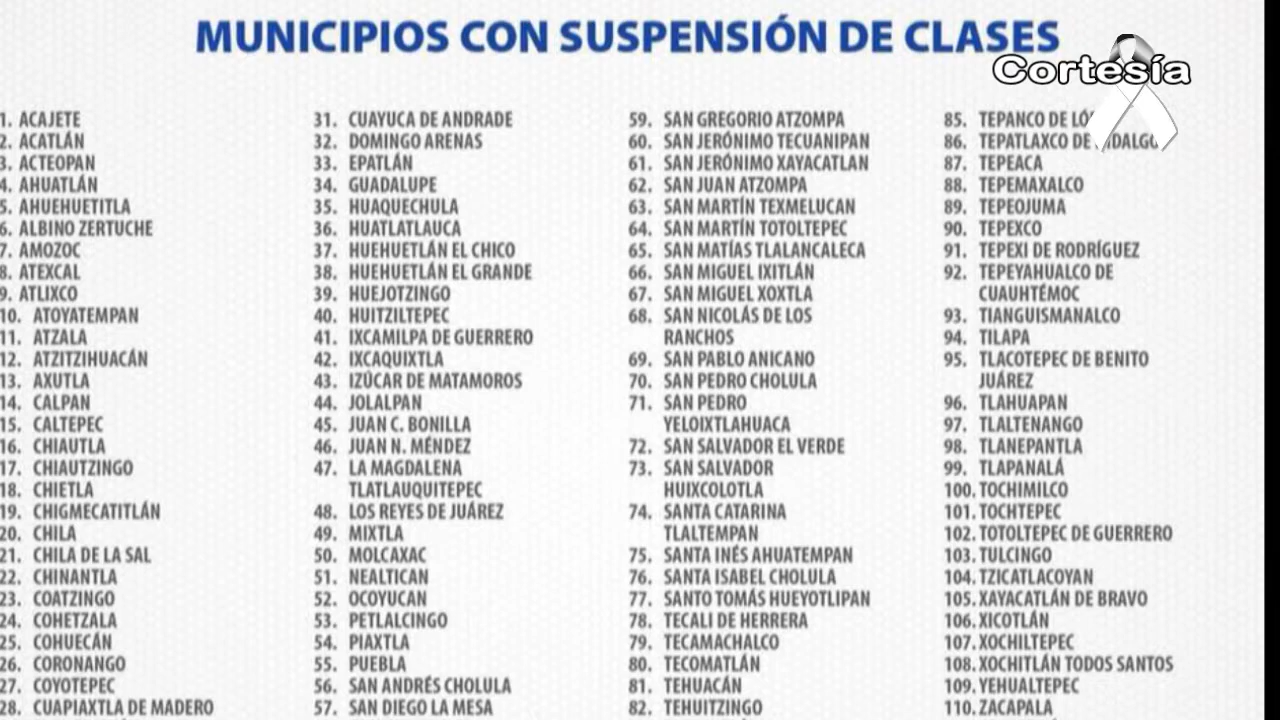 MUNICIPIOS CON SUSPENSIÓN DE CLASES
Cortesía
1. ACAJETE
2. ACATLÁN
3. ACTEOPAN
4. AHUATLÁN
5. AHUEHUETITLA
6. ALBINO ZERTUCHE
7. AMOZOC
8. ATEXCAL
9. ATLIXCO
10. ATOYATEMPAN
11. ATZALA
12. ATZITZIHUACÁN
13. AXUTLA
14. CALPAN
15. CALTEPEC
16. CHIAUTLA
17. CHIAUTZINGO
18. CHIETLA
19. CHIGMECATITLÁN
20. CHILA
21. CHILA DE LA SAL
22. CHINANTLA
23. COATZINGO
24. COHETZALA
25. COHUECÁN
26. CORONANGO
27. COYOTEPEC
28. CUAPIAXTLA DE MADERO
31. CUAYUCA DE ANDRADE
32. DOMINGO ARENAS
33. EPATLÁN
34. GUADALUPE
35. HUAQUECHULA
36. HUATLATLAUCA
37. HUEHUETLÁN EL CHICO
38. HUEHUETLÁN EL GRANDE
39. HUEJOTZINGO
40. HUITZILTEPEC
41. IXCAMILPA DE GUERRERO
42. IXCAQUIXTLA
43. IZÚCAR DE MATAMOROS
44. JOLALPAN
45. JUAN C. BONILLA
46. JUAN N. MÉNDEZ
47. LA MAGDALENA
TLATLAUQUITEPEC
48. LOS REYES DE JUÁREZ
49. MIXTLA
50. MOLCAXAC
51. NEALTICAN
52. OCOYUCAN
53. PETLALCINGO
54. PIAXTLA
55. PUEBLA
56. SAN ANDRÉS CHOLULA
57. SAN DIEGO LA MESA
59. SAN GREGORIO ATZOMPA
60. SAN JERÓNIMO TECUANIPAN
61. SAN JERÓNIMO XAYACATLAN
62. SAN JUAN ATZOMPA
63. SAN MARTÍN TEXMELUCAN
64. SAN MARTÍN TOTOLTEPEC
65. SAN MATÍAS TLALANCALECA
66. SAN MIGUEL IXITLÁN
67. SAN MIGUEL XOXTLA
68. SAN NICOLÁS DE LOS
RANCHOS
69. SAN PABLO ANICANO
70. SAN PEDRO CHOLULA
71. SAN PEDRO
YELOIXTLAHUACA
72. SAN SALVADOR EL VERDE
73. SAN SALVADOR
HUIXCOLOTLA
74. SANTA CATARINA
TLALTEMPAN
75. SANTA INÉS AHUATEMPAN
76. SANTA ISABEL CHOLULA
77. SANTO TOMÁS HUEYOTLIPAN
78. TECALI DE HERRERA
79. TECAMACHALCO
80. TECOMATLÁN
81. TEHUACÁN
82. TEHUITZINGO
85. TEPANCO DE
86. TEPATLAXCO DE HIDALGO
87. TEPEACA
88. TEPEMAXALCO
89. TEPEOJUMA
90. TEPEXCO
91. TEPEXI DE RODRÍGUEZ
92. TEPEYAHUALCO DE
CUAUHTÉMOC
93. TIANGUISMANALCO
94. TILAPA
95. TLACOTEPEC DE BENITO
JUÁREZ
96. TLAHUAPAN
97. TLALTENANGO
98. TLANEPANTLA
99. TLAPANALÁ
100. TOCHIMILCO
101. TOCHTEPEC
102. TOTOLTEPEC DE GUERRERO
103. TULCINGO
104. TZICATLACOYAN
105. XAYACATLÁN DE BRAVO
106. XICOTLÁN
107. XOCHILTEPEC
108. XOCHITLÁN TODOS SANTOS
109. YEHUALTEPEC
110. ZACAPALA